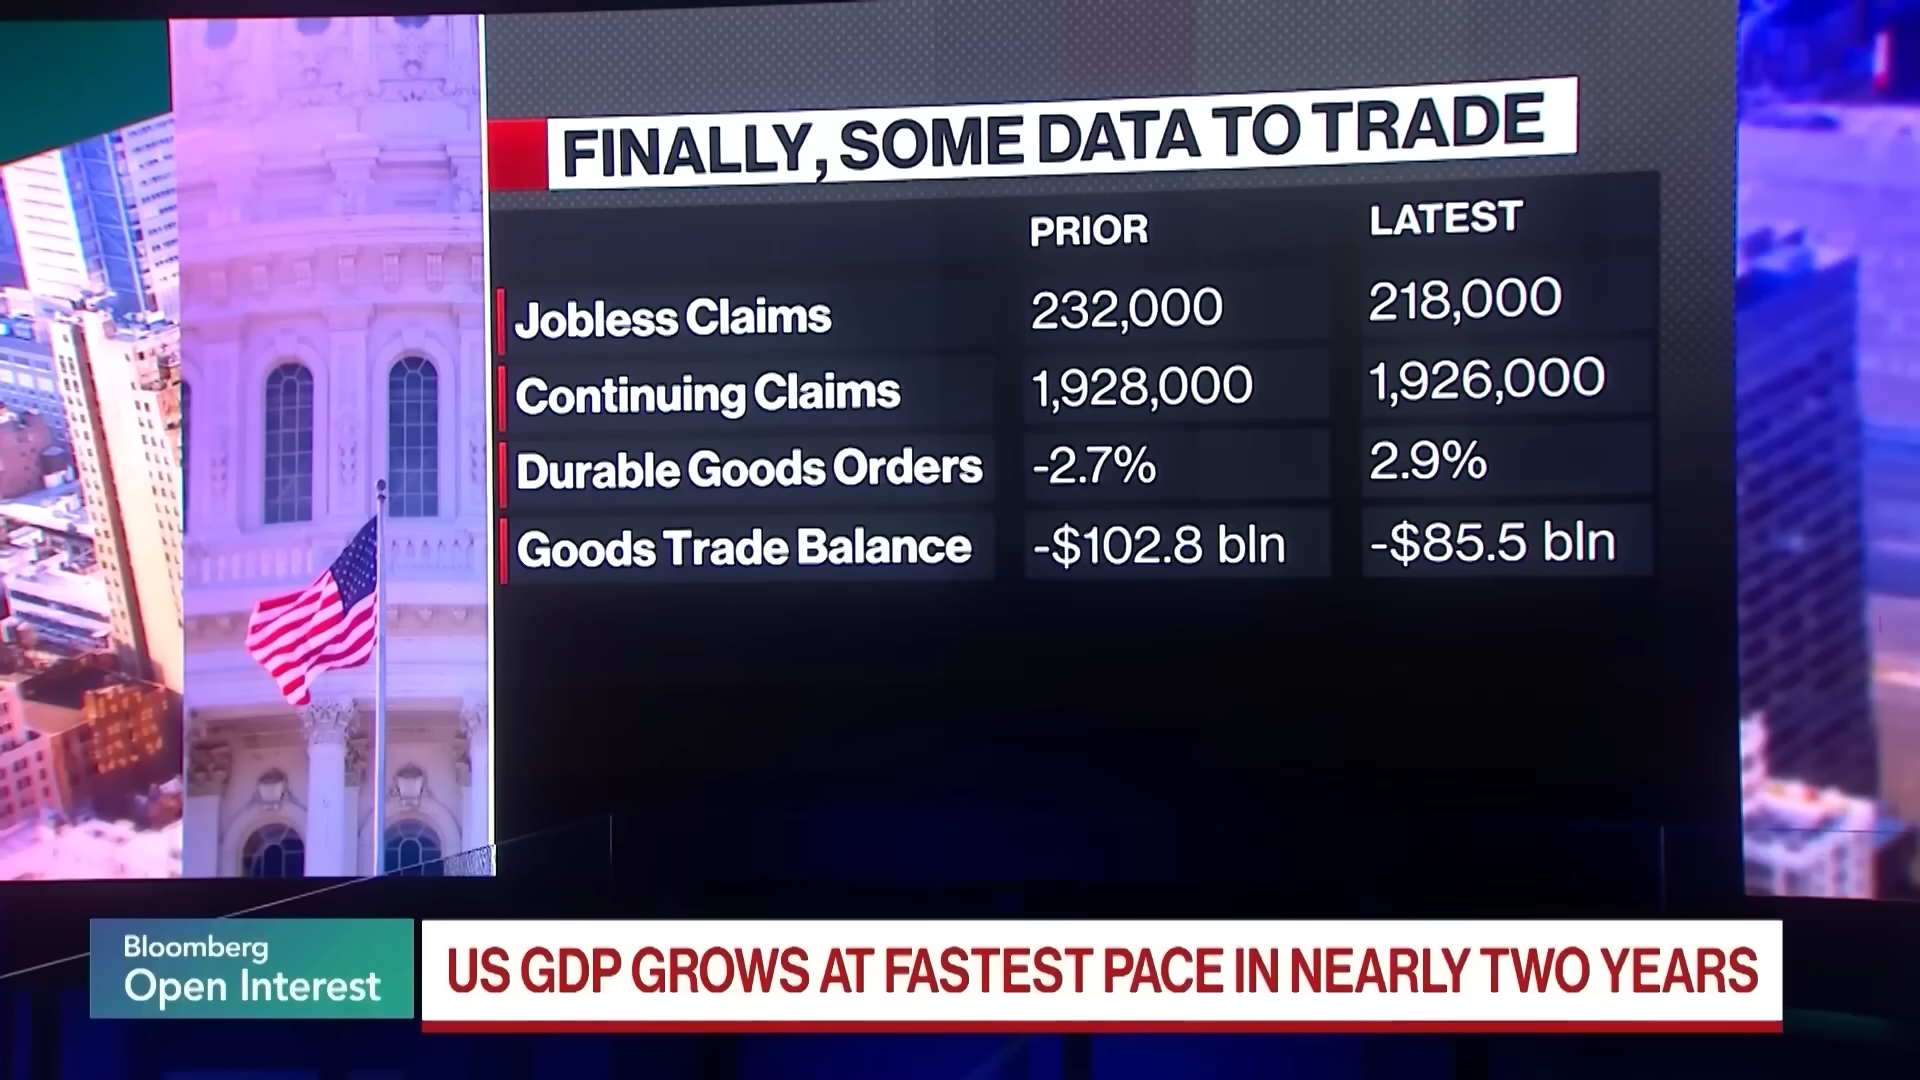 FINALLY, SOME DATA TO TRADE
PRIOR LATEST
Jobless Claims 232,000 218,000
Continuing Claims 1,928,000 1,926,000
Durable Goods Orders -2.7% 2.9%
Goods Trade Balance -$102.8 bln -$85.5 bln
Bloomberg
Open Interest
US GDP GROWS AT FASTEST PACE IN NEARLY TWO YEARS